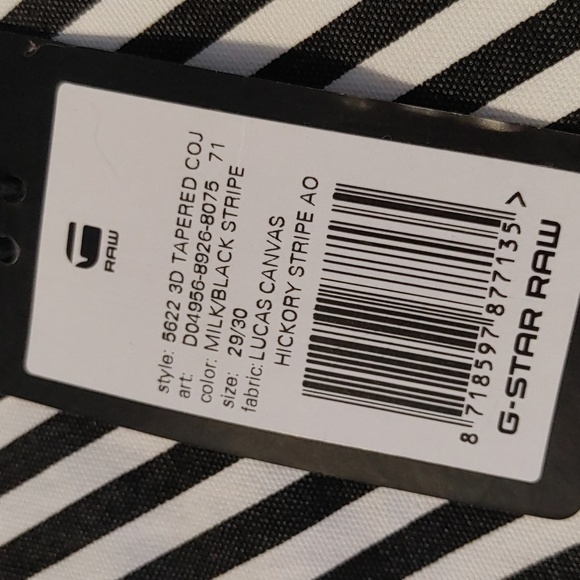 RAW
style: 5622 3D TAPERED COJ
art: D04956-8926-8075 71
color: MILK/BLACK STRIPE
size: 29/30
fabric: LUCAS CANVAS
HICKORY STRIPE AO
8 718597 877135 >
G-STAR RAW